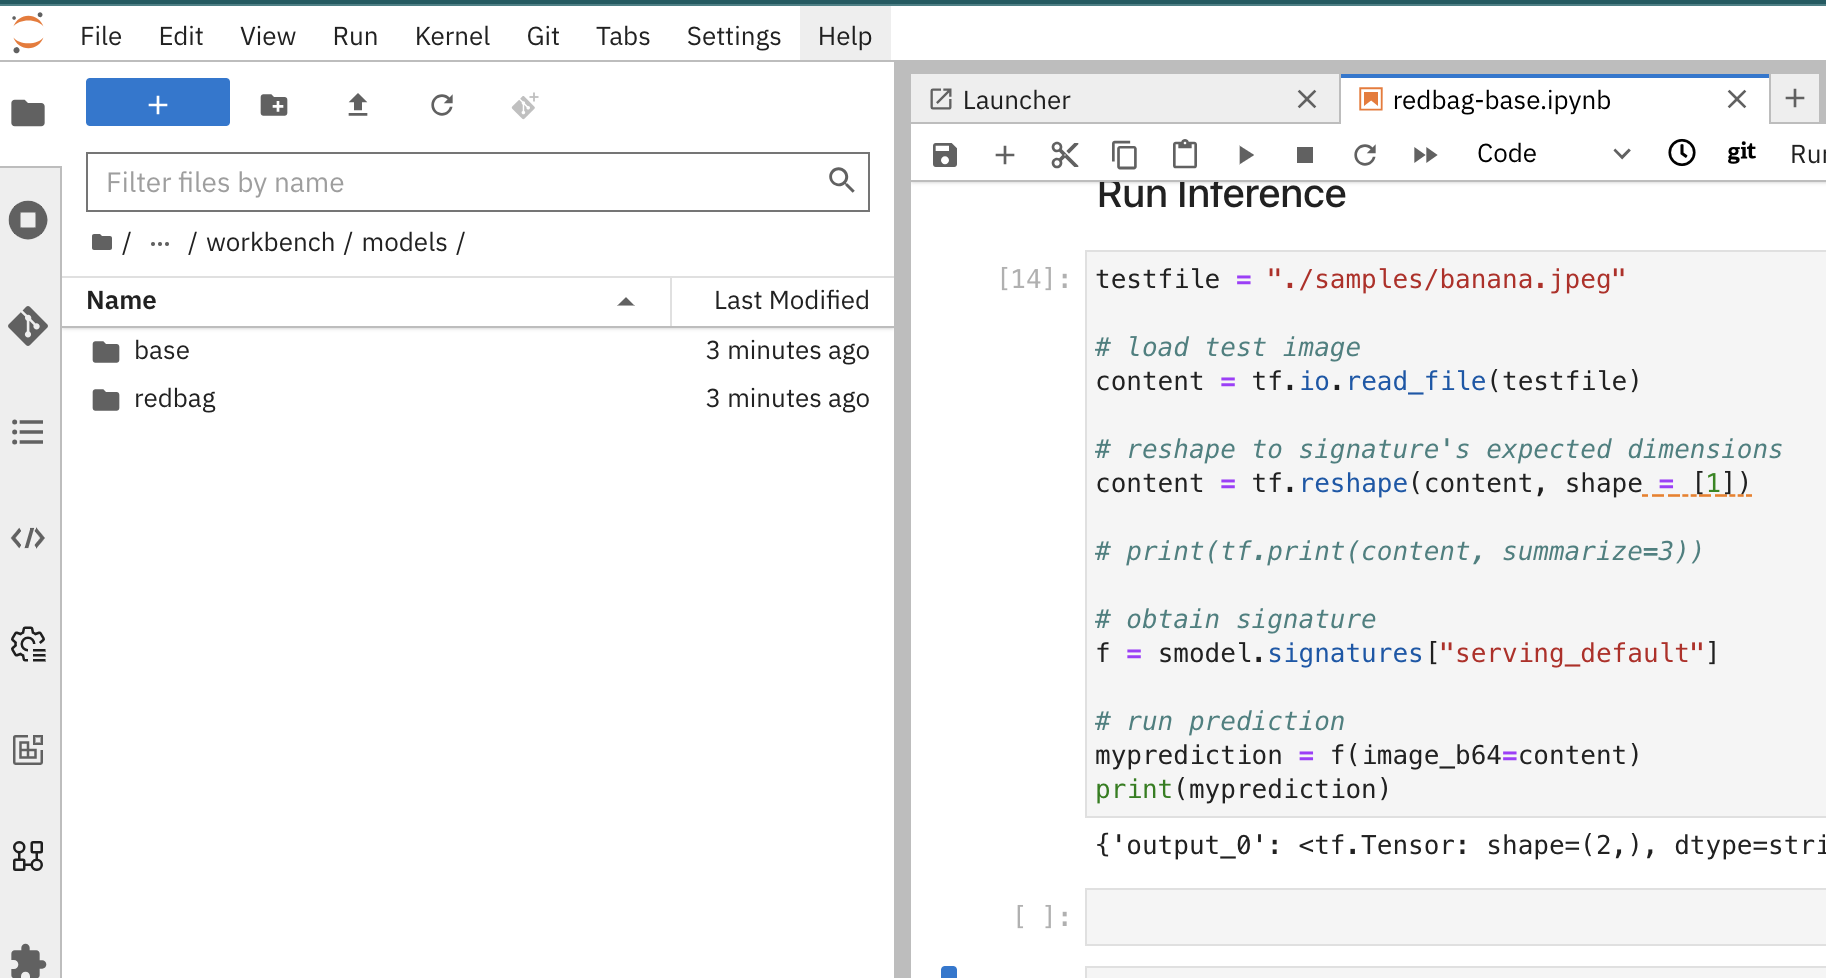 File Edit View Run Kernel Git Tabs Settings Help
+
Filter files by name
/ ··· / workbench / models /
Name Last Modified
base 3 minutes ago
redbag 3 minutes ago
Launcher
redbag-base.ipynb
Code git Run
Run Inference
[14]:
testfile = "./samples/banana.jpeg"
# load test image
content = tf.io.read_file(testfile)
# reshape to signature's expected dimensions
content = tf.reshape(content, shape = [1])
# print(tf.print(content, summarize=3))
# obtain signature
f = smodel.signatures["serving_default"]
# run prediction
myprediction = f(image_b64=content)
print(myprediction)
{'output_0': <tf.Tensor: shape=(2,), dtype=stri
[ ]: